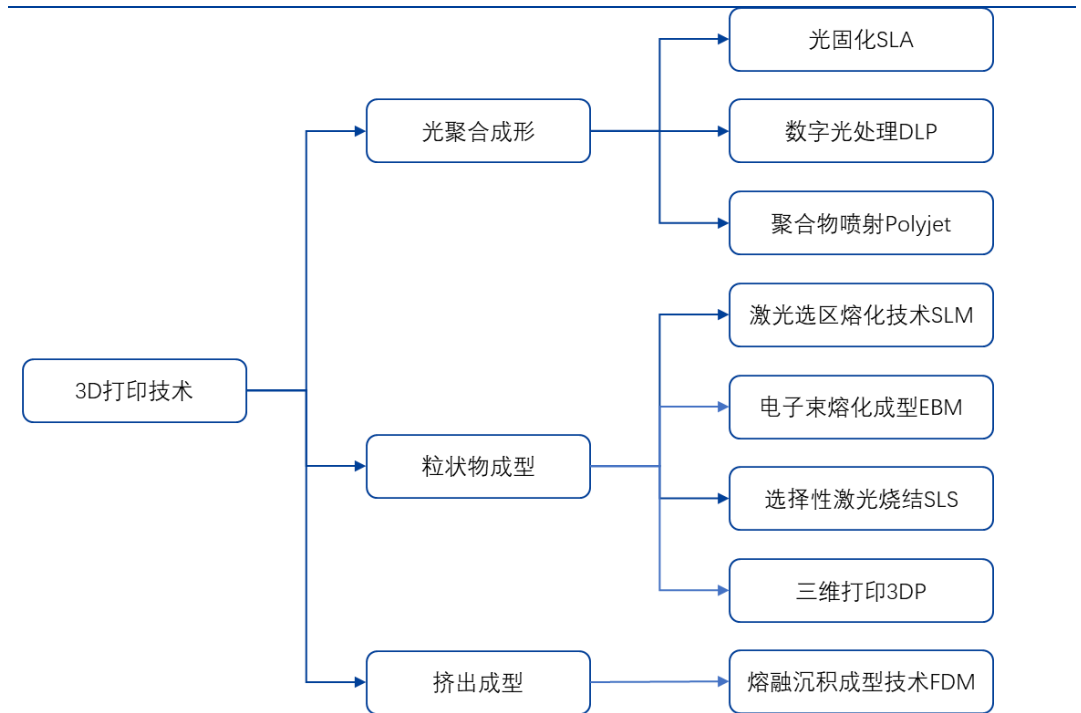 光固化SLA
光聚合成形
数字光处理DLP
聚合物喷射Polyjet
激光选区熔化技术SLM
3D打印技术
电子束熔化成型EBM
粒状物成型
选择性激光烧结SLS
三维打印3DP
挤出成型
熔融沉积成型技术FDM